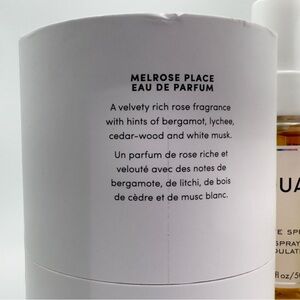 MELROSE PLACE
EAU DE PARFUM
A velvety rich rose fragrance
with hints of bergamot, lychee,
cedar-wood and white musk.
Un parfum de rose riche et
velouté avec des notes de
bergamote, de litchi, de bois
de cèdre et de musc blanc.